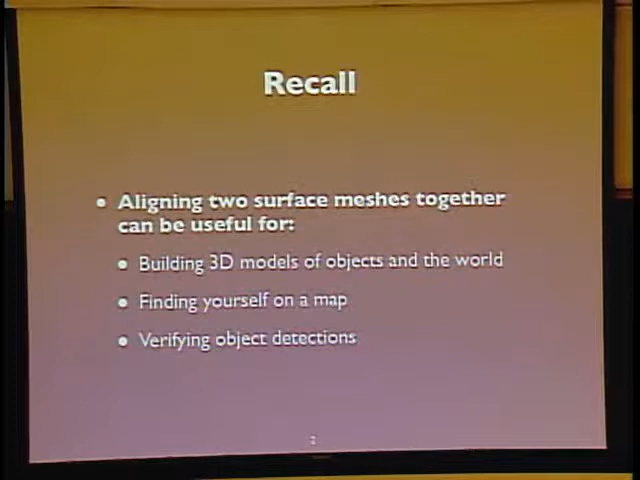 Recall
• Aligning two surface meshes together
can be useful for:
• Building 3D models of objects and the world
• Finding yourself on a map
• Verifying object detections
2